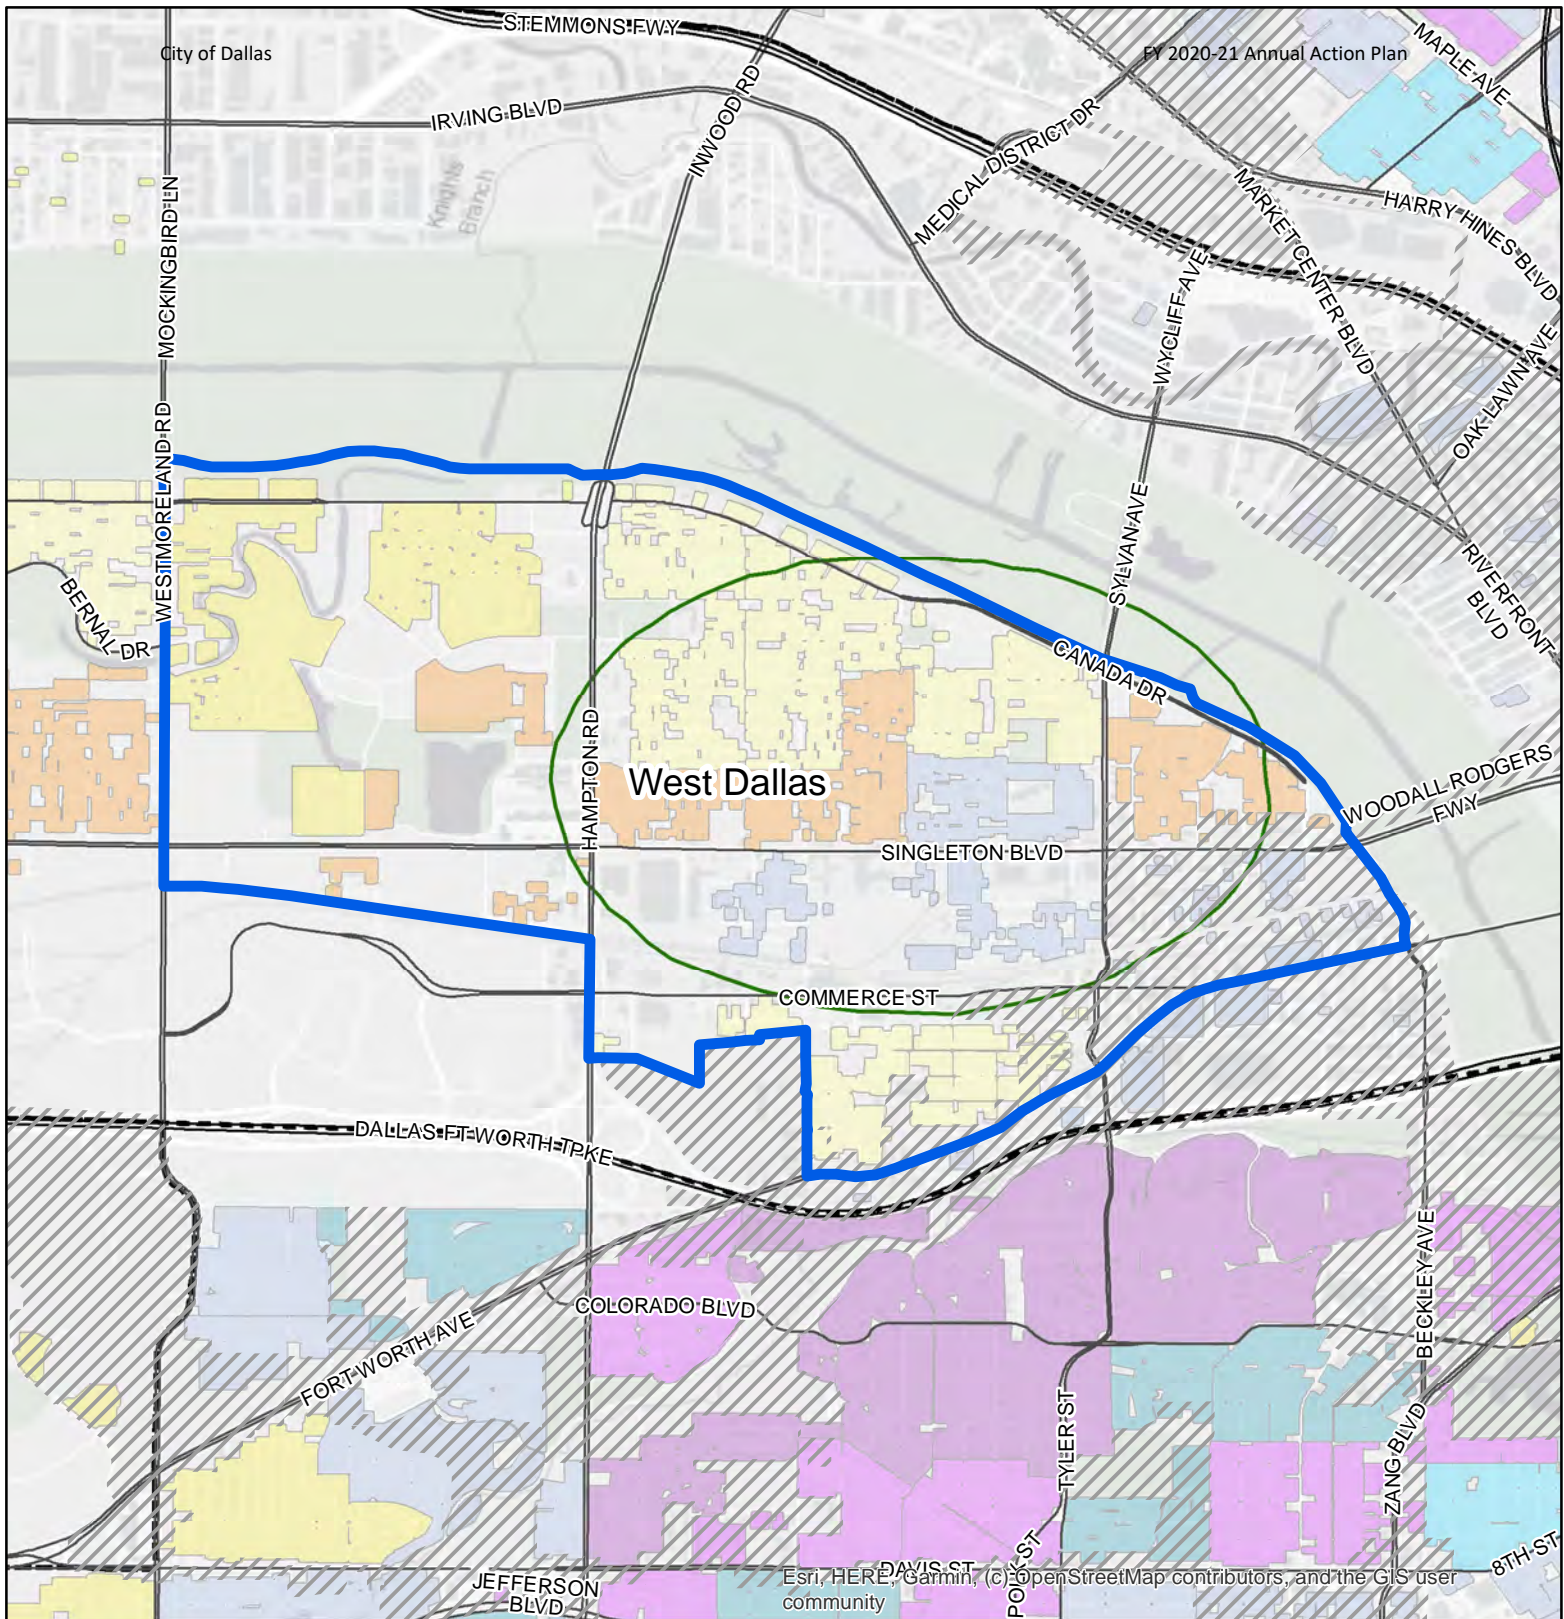 City of Dallas
FY 2020-21 Annual Action Plan
STEMMONS FWY
MAPLE AVE
IRVING BLVD
INWOOD RD
MEDICAL DISTRICT DR
Knights
Branch
MOCKINGBIRD LN
MARKET CENTER BLVD
HARRY HINES BLVD
WYCLIFF AVE
OAK LAWN AVE
WESTMORELAND RD
SYLVAN AVE
RIVERFRONT
BLVD
BERNAL
DR
CANADA DR
HAMPTON RD
West Dallas
WOODALL RODGERS
FWY
SINGLETON BLVD
COMMERCE ST
DALLAS FT WORTH TPKE
BECKLEY AVE
COLORADO BLVD
FORT WORTH AVE
TYLER ST
ZANG BLVD
DAVIS ST
POLK ST
8TH ST
JEFFERSON
BLVD
Esri, HERE, Garmin, (c) OpenStreetMap contributors, and the GIS user
community